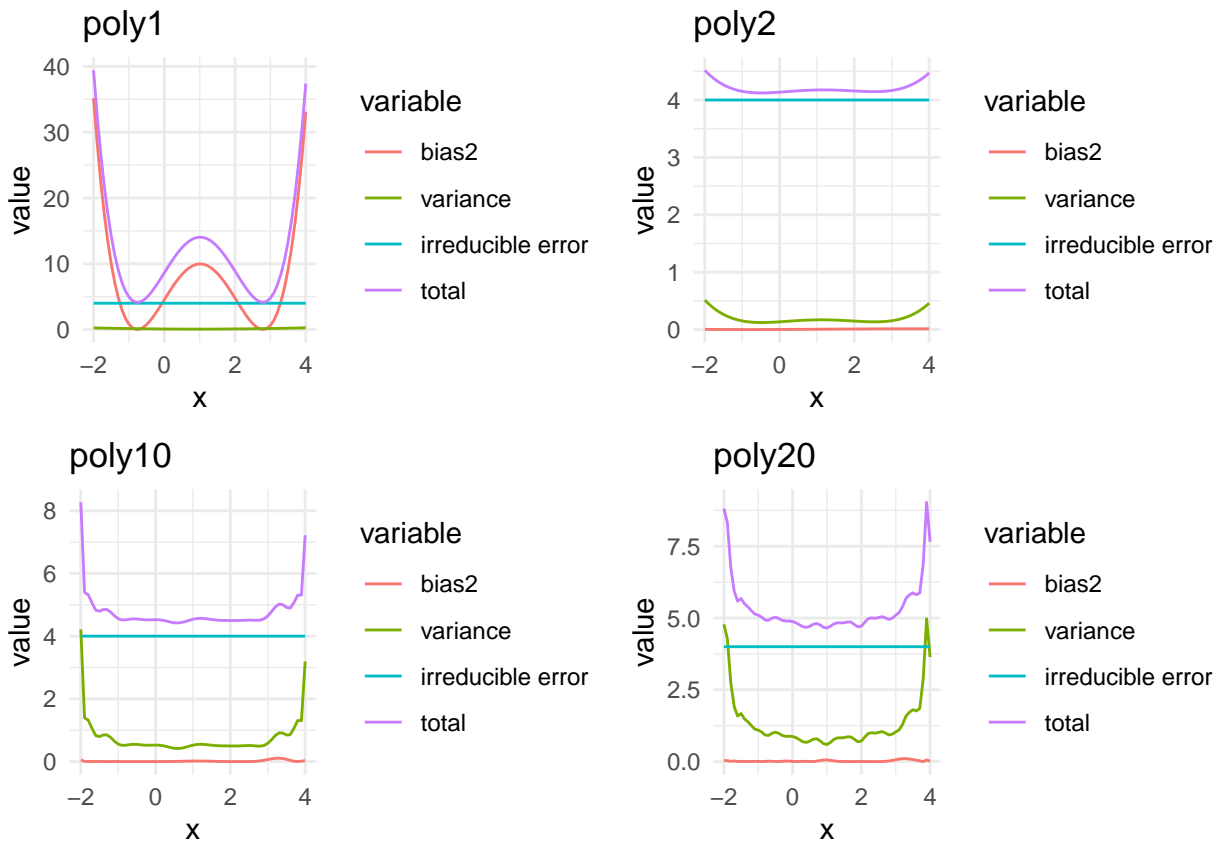 poly1
value
40
30
20
10
0
−2 0 2 4
x
variable
bias2
variance
irreducible error
total
poly2
value
4
3
2
1
0
−2 0 2 4
x
variable
bias2
variance
irreducible error
total
poly10
value
8
6
4
2
0
−2 0 2 4
x
variable
bias2
variance
irreducible error
total
poly20
value
7.5
5.0
2.5
0.0
−2 0 2 4
x
variable
bias2
variance
irreducible error
total